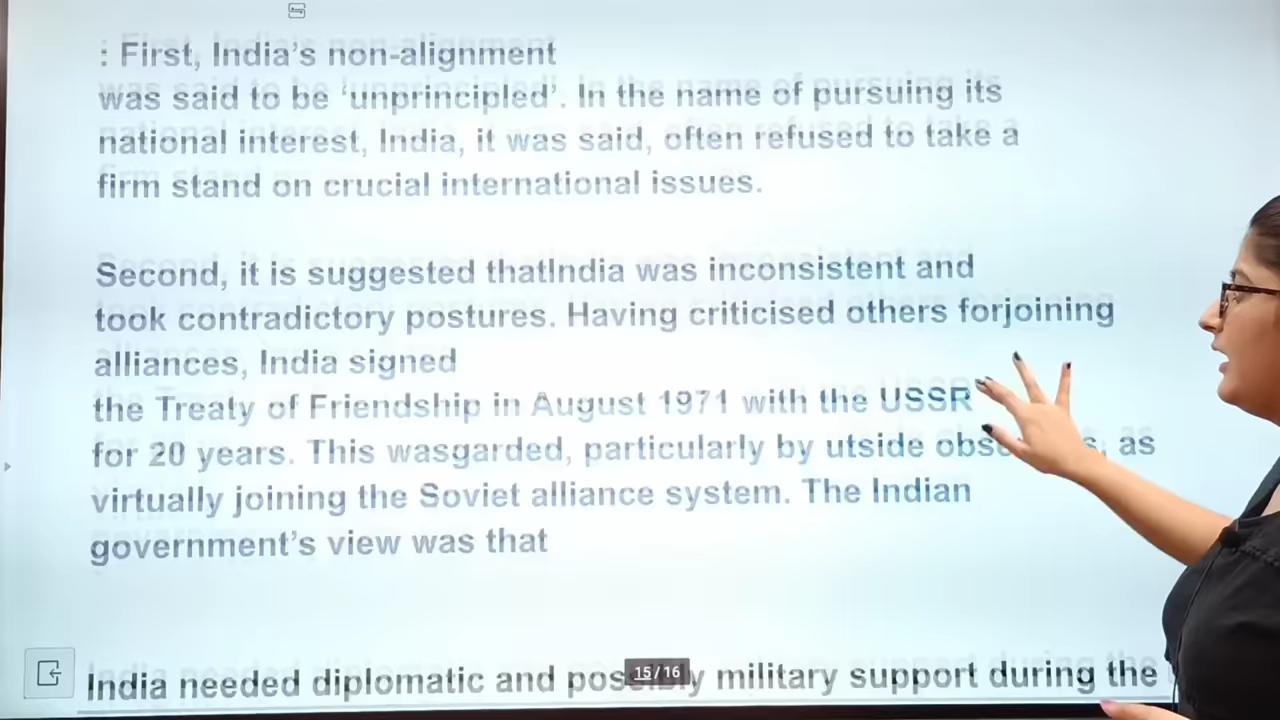 : First, India's non-alignment
was said to be 'unprincipled'. In the name of pursuing its
national interest, India, it was said, often refused to take a
firm stand on crucial international issues.
Second, it is suggested thatIndia was inconsistent and
took contradictory postures. Having criticised others forjoining
alliances, India signed
the Treaty of Friendship in August 1971 with the USSR
for 20 years. This wasgarded, particularly by utside as
virtually joining the Soviet alliance system. The Indian
government's view was that
India needed diplomatic and military support during the
15/16